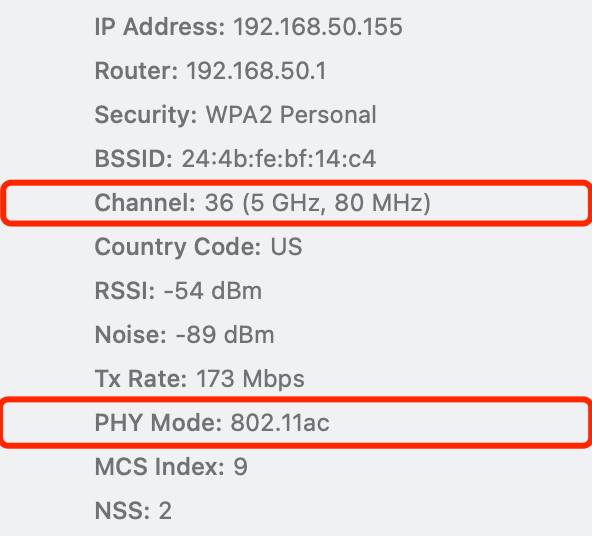 IP Address: 192.168.50.155
Router: 192.168.50.1
Security: WPA2 Personal
BSSID: 24:4b:fe:bf:14:c4
Channel: 36 (5 GHz, 80 MHz)
Country Code: US
RSSI: -54 dBm
Noise: -89 dBm
Tx Rate: 173 Mbps
PHY Mode: 802.11ac
MCS Index: 9
NSS: 2